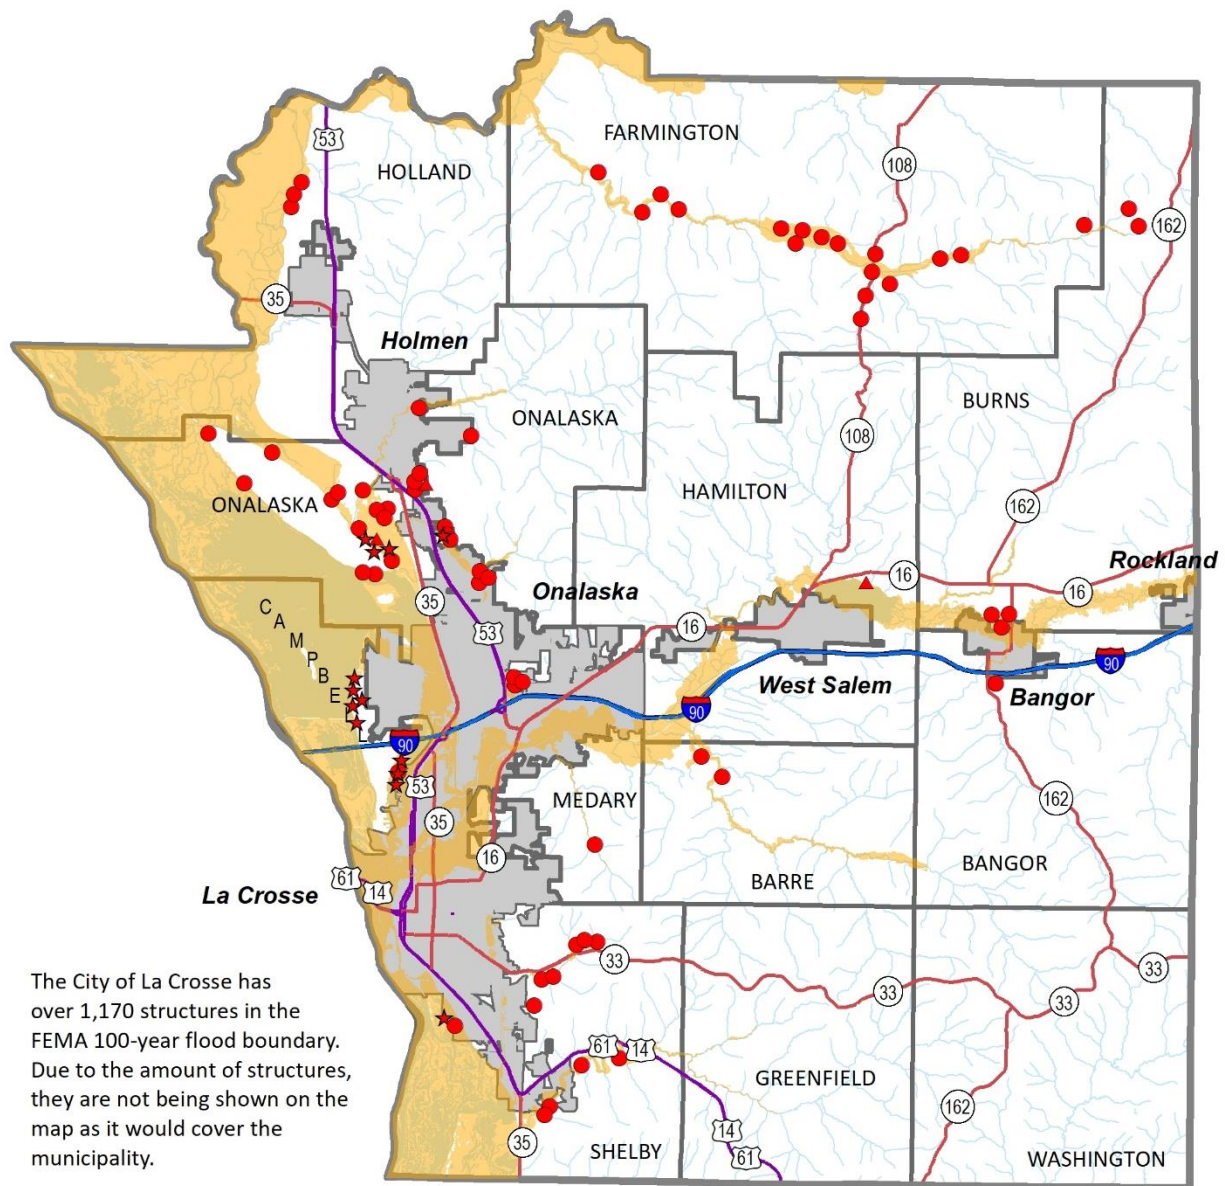 FARMINGTON
53
108
HOLLAND
162
35
Holmen
BURNS
ONALASKA
108
HAMILTON
ONALASKA
162
Rockland
16
16
Onalaska
35
C
A
M
P
B
E
L
L
53
16
90
West Salem
Bangor
90
90
53
MEDARY
162
35
16
BANGOR
61
14
BARRE
La Crosse
33
33
33
33
The City of La Crosse has
over 1,170 structures in the
FEMA 100-year flood boundary.
Due to the amount of structures,
they are not being shown on the
map as it would cover the
municipality.
61
14
GREENFIELD
162
14
35
SHELBY
61
WASHINGTON